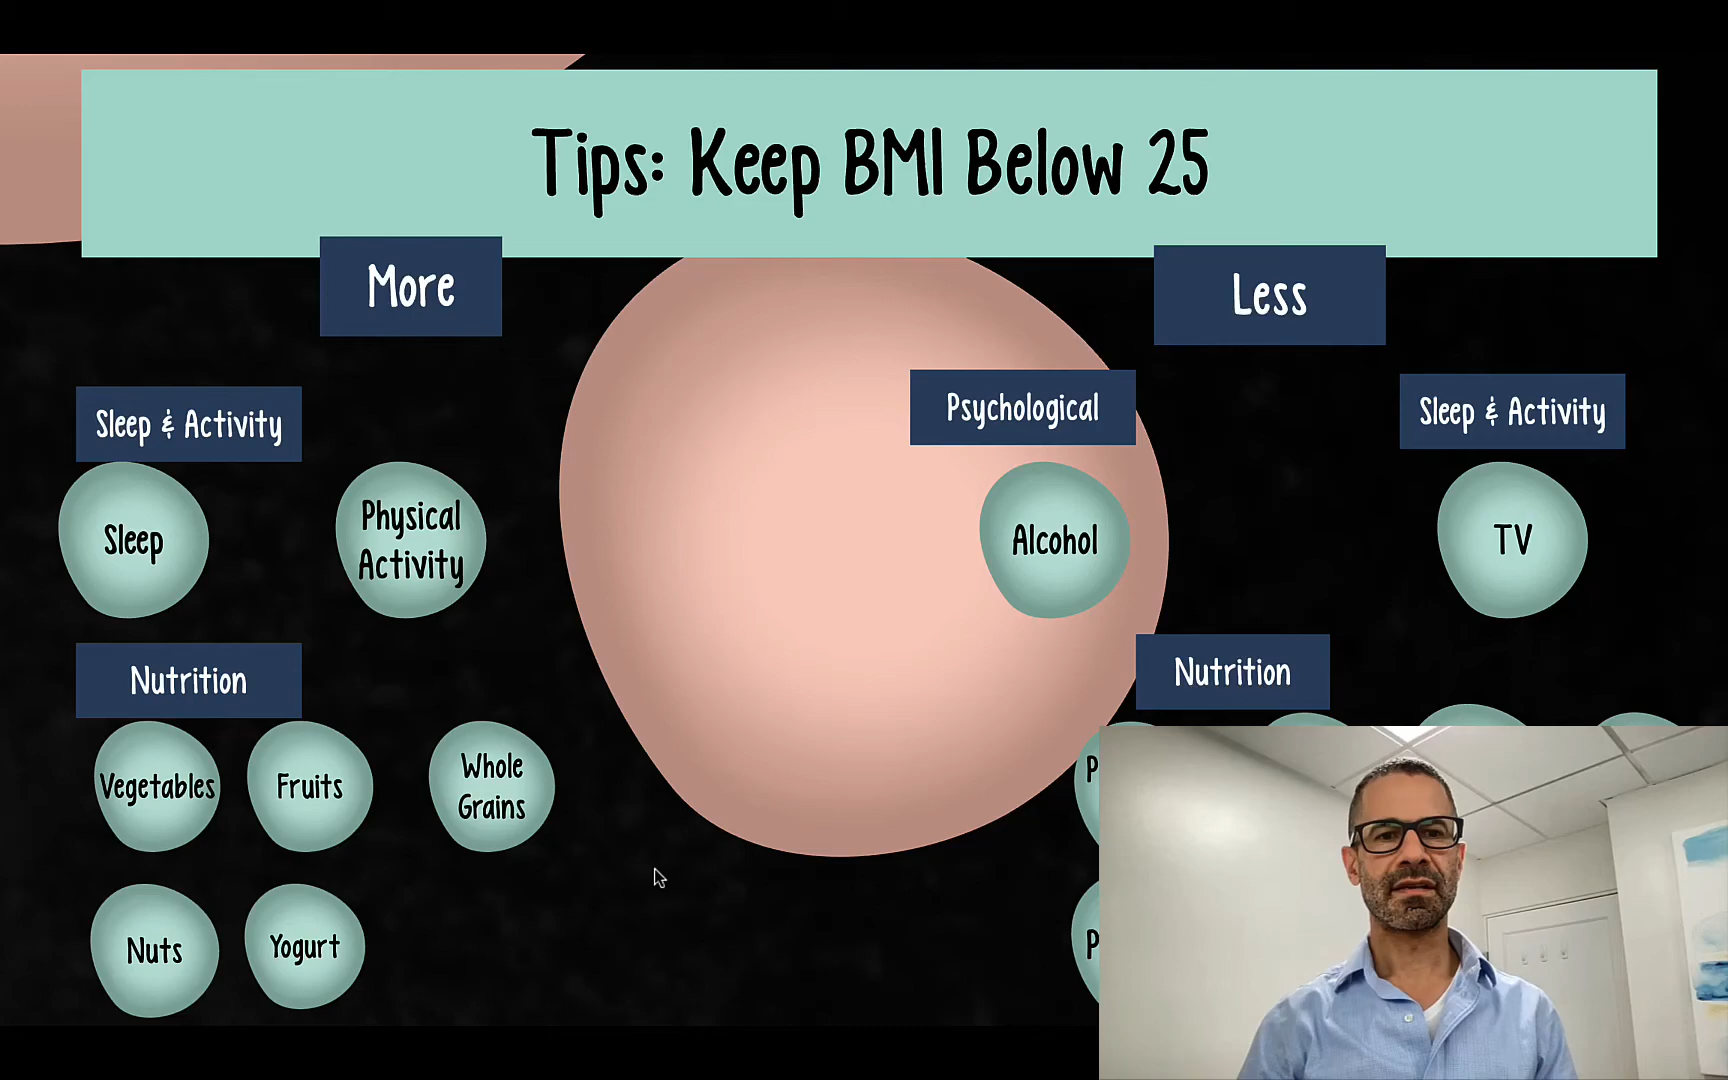 Tips: Keep BMI Below 25
More
Less
Sleep & Activity
Psychological
Sleep & Activity
Sleep
Physical
Activity
Alcohol
TV
Nutrition
Nutrition
Vegetables
Fruits
Whole
Grains
Nuts
Yogurt